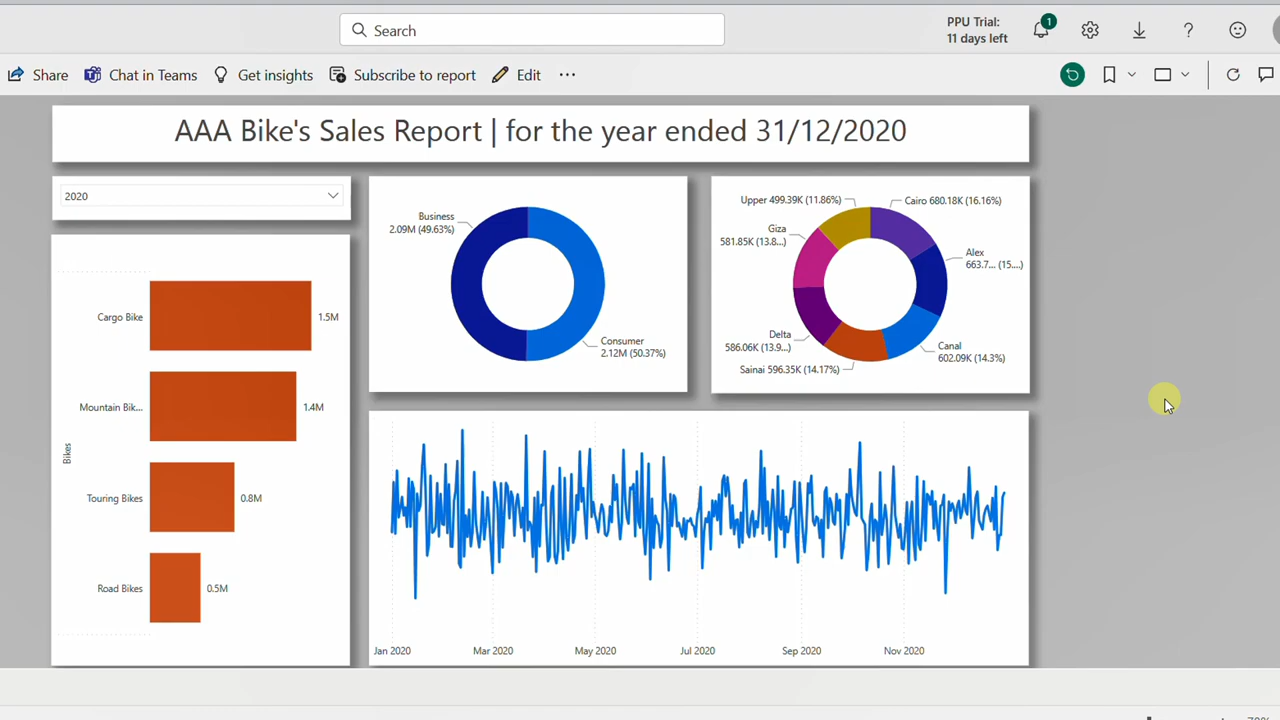 Search
PPU Trial:
11 days left
1
Share
Chat in Teams
Get insights
Subscribe to report
Edit
AAA Bike's Sales Report | for the year ended 31/12/2020
2020
Bikes
Cargo Bike
1.5M
Mountain Bik...
1.4M
Touring Bikes
0.8M
Road Bikes
0.5M
Business
2.09M (49.63%)
Consumer
2.12M (50.37%)
Upper 499.39K (11.86%)
Cairo 680.18K (16.16%)
Giza
581.85K (13.8...)
Alex
663.7... (15....)
Delta
586.06K (13.9...)
Canal
602.09K (14.3%)
Sainai 596.35K (14.17%)
Jan 2020
Mar 2020
May 2020
Jul 2020
Sep 2020
Nov 2020